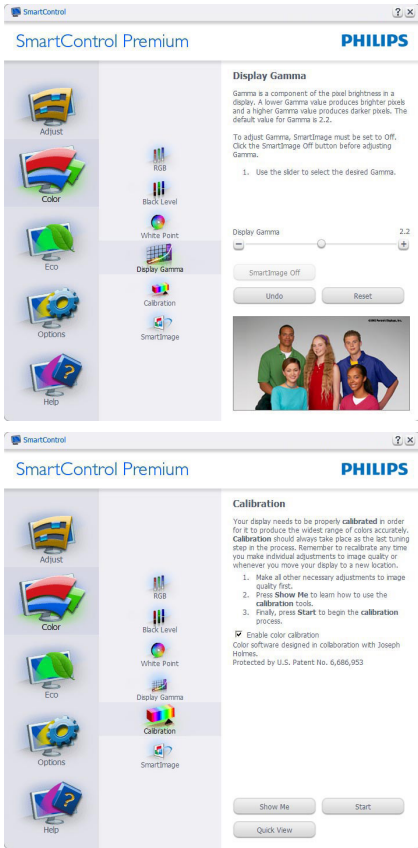 SmartControl
SmartControl Premium
PHILIPS
Adjust
Color
Eco
Options
Help
RGB
Black Level
White Point
Display Gamma
Calibration
SmartImage
Display Gamma
Gamma is a component of the pixel brightness in a
display. A lower Gamma value produces brighter pixels
and a higher Gamma value produces darker pixels. The
default value for Gamma is 2.2.
To adjust Gamma, SmartImage must be set to Off.
Click the SmartImage Off button before adjusting
Gamma.
1. Use the slider to select the desired Gamma.
Display Gamma 2.2
SmartImage Off
Undo Reset
SmartControl
SmartControl Premium
PHILIPS
Adjust
Color
Eco
Options
Help
RGB
Black Level
White Point
Display Gamma
Calibration
SmartImage
Calibration
Your display needs to be properly calibrated in order
for it to produce the widest range of colors accurately.
Calibration should always take place as the last tuning
step in the process. Remember to recalibrate any time
you make individual adjustments to image quality or
whenever you move your display to a new location.
1. Make all other necessary adjustments to image
quality first.
2. Press Show Me to learn how to use the
calibration tools.
3. Finally, press Start to begin the calibration
process.
Enable color calibration
Color software designed in collaboration with Joseph
Holmes.
Protected by U.S. Patent No. 6,686,953
Show Me Start
Quick View